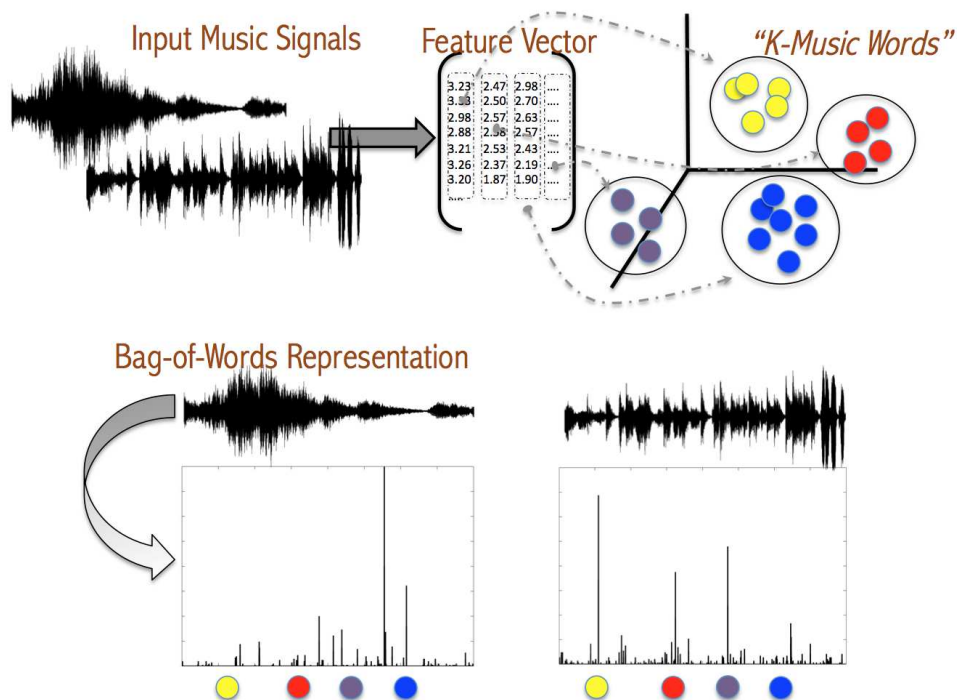 Input Music Signals
Feature Vector
“K-Music Words”
3.23 2.47 2.98 ....
2.50 2.70 ....
2.98 2.57 2.63 ....
2.88 2.57 ....
3.21 2.53 2.43 ....
3.26 2.37 2.19 ....
3.20 1.87 1.90 ....
Bag-of-Words Representation